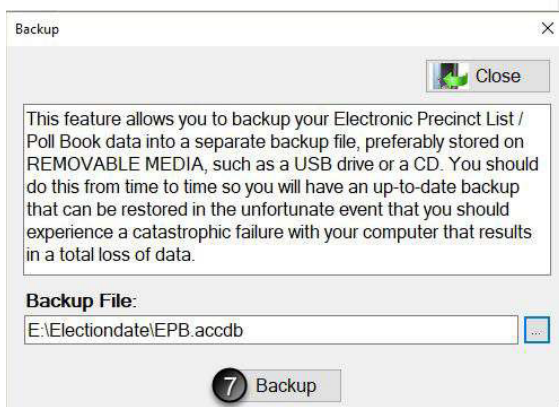 Backup
Close
This feature allows you to backup your Electronic Precinct List /
Poll Book data into a separate backup file, preferably stored on
REMOVABLE MEDIA, such as a USB drive or a CD. You should
do this from time to time so you will have an up-to-date backup
that can be restored in the unfortunate event that you should
experience a catastrophic failure with your computer that results
in a total loss of data.
Backup File:
E:\Electiondate\EPB.accdb ...
7 Backup